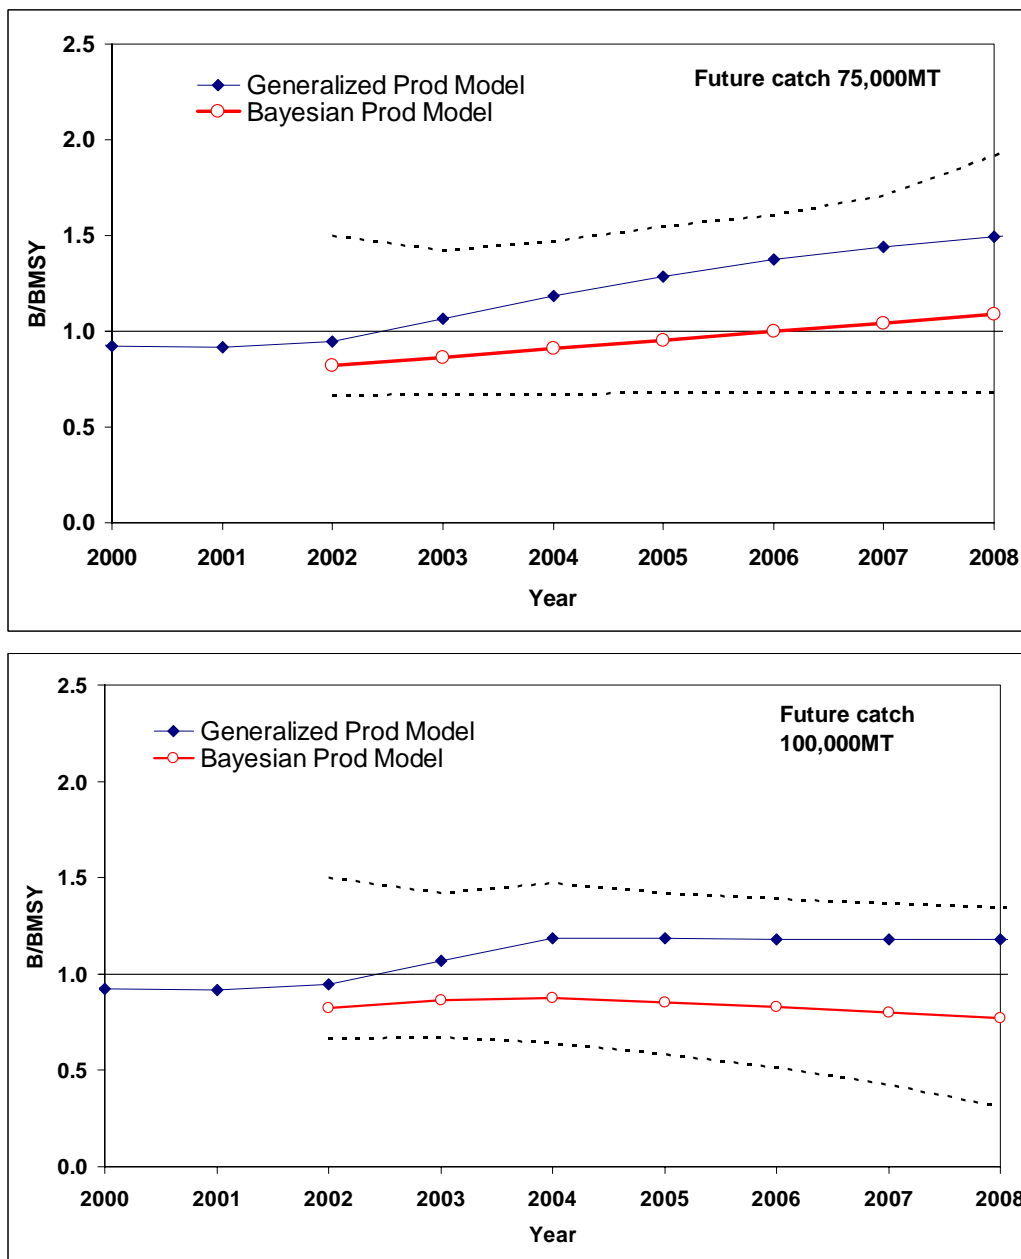 2.5
Generalized Prod Model
Future catch 75,000MT
Bayesian Prod Model
2.0
1.5
B/BMSY
1.0
0.5
0.0
2000 2001 2002 2003 2004 2005 2006 2007 2008
Year
2.5
Future catch
Generalized Prod Model
100,000MT
Bayesian Prod Model
2.0
1.5
B/BMSY
1.0
0.5
0.0
2000 2001 2002 2003 2004 2005 2006 2007 2008
Year